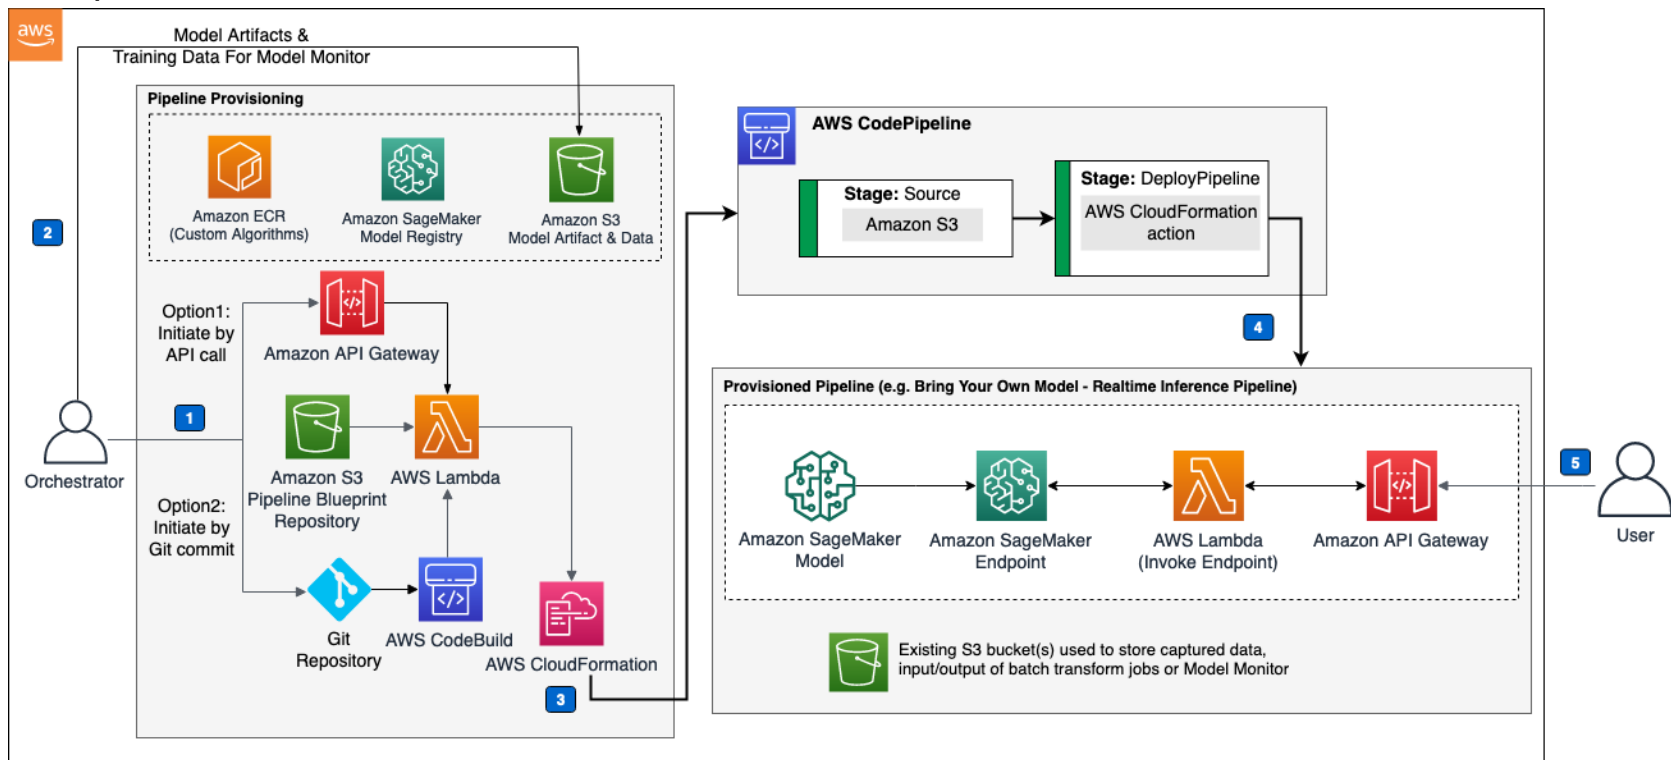 aws
Model Artifacts &
Training Data For Model Monitor
Pipeline Provisioning
Amazon ECR
(Custom Algorithms)
Amazon SageMaker
Model Registry
Amazon S3
Model Artifact & Data
2
Option1:
Initiate by
API call
Amazon API Gateway
1
Orchestrator
Amazon S3
Pipeline Blueprint
Repository
AWS Lambda
Option2:
Initiate by
Git commit
Git
Repository
AWS CodeBuild
AWS CloudFormation
3
AWS CodePipeline
Stage: Source
Amazon S3
Stage: DeployPipeline
AWS CloudFormation
action
4
Provisioned Pipeline (e.g. Bring Your Own Model - Realtime Inference Pipeline)
Amazon SageMaker
Model
Amazon SageMaker
Endpoint
AWS Lambda
(Invoke Endpoint)
Amazon API Gateway
5
User
Existing S3 bucket(s) used to store captured data,
input/output of batch transform jobs or Model Monitor